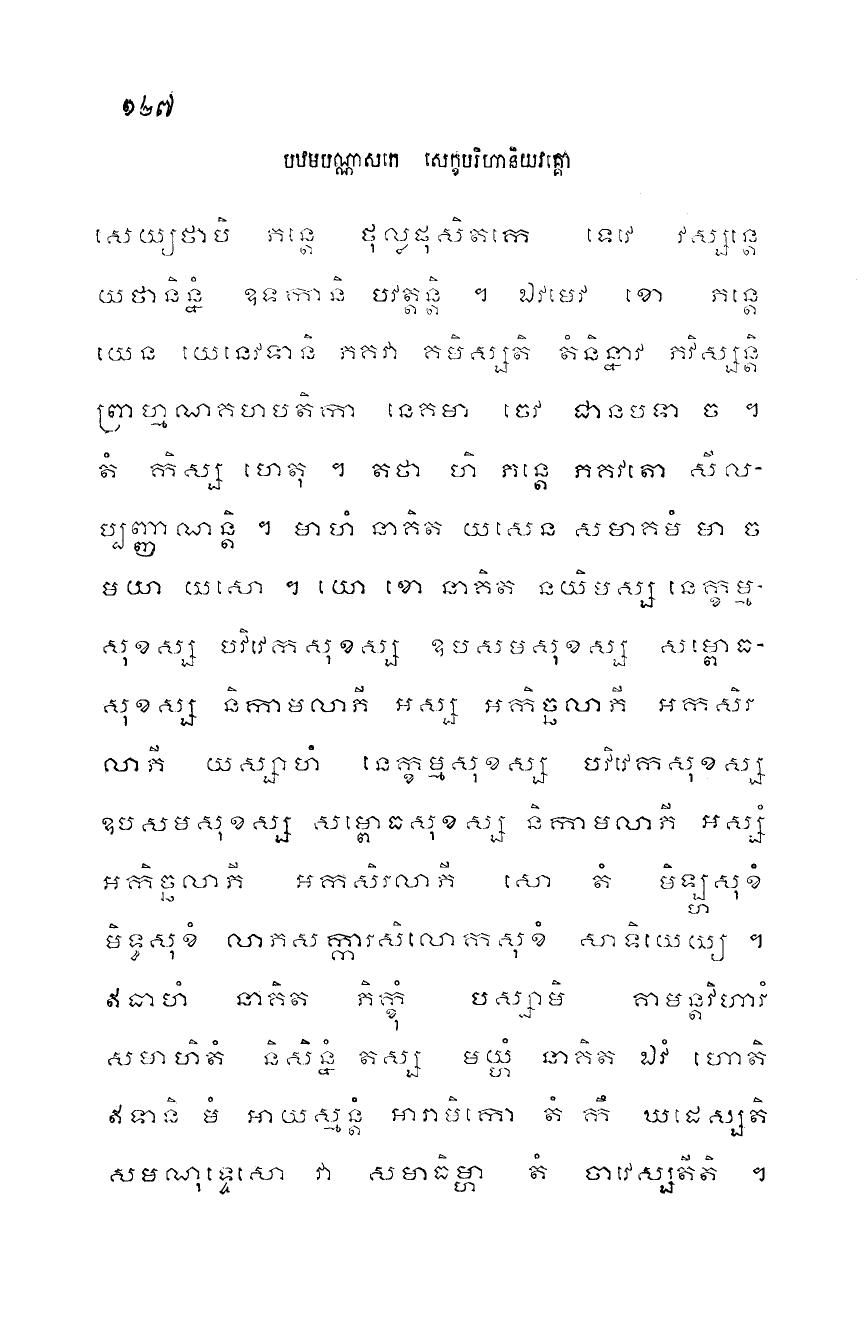 ១២៧
បឋមបណ្ណាសកេ សេក្ខបរិហានិយវគ្គោ
សេយ្យថាបិ ភន្តេ ថុល្លផុសិតកេ ទេវេ វស្សន្តេ
យថានិន្នំ ឧទកានិ បវត្តន្តិ ។ ឯវមេវ ខោ ភន្តេ
យេន យេនេវទានិ ភគវា គមិស្សតិ តំនិន្នាវ ភវិស្សន្តិ
ព្រាហ្មណគហបតិកា នេគមា ចេវ ជានបទា ច ។
តំ កិស្ស ហេតុ ។ តថា ហិ ភន្តេ ភគវតោ សីល-
ប្បញ្ញាណន្តិ ។ មាហំ នាគិត យសេន សមាគមំ មា ច
មយា យសោ ។ យោ ខោ នាគិត នយិមស្ស នេក្ខម្ម-
សុខស្ស បវិវេកសុខស្ស ឧបសមសុខស្ស សម្ពោធ-
សុខស្ស និកាមលាភី អស្ស អកិច្ឆលាភី អកសិរ
លាភី យស្សាហំ នេក្ខម្មសុខស្ស បវិវេកសុខស្ស
ឧបសមសុខស្ស សម្ពោធសុខស្ស និកាមលាភី អស្សំ
អកិច្ឆលាភី អកសិរលាភី សោ តំ មិឡ្ហសុខំ
មិទ្ធសុខំ លាភសក្ការសិលោកសុខំ សាទិយេយ្យ ។
ឥធាហំ នាគិត ភិក្ខុំ បស្សាមិ គាមន្តវិហារំ
សមាហិតំ និសិន្នំ តស្ស មយ្ហំ នាគិត ឯវំ ហោតិ
ឥទានិ មំ អាយស្មន្តំ អារាមិកោ តំ កឹ ឃដេស្សតិ
សមណុទ្ទេសោ វា សមាធិម្ហា តំ ចាវេស្សតីតិ ។